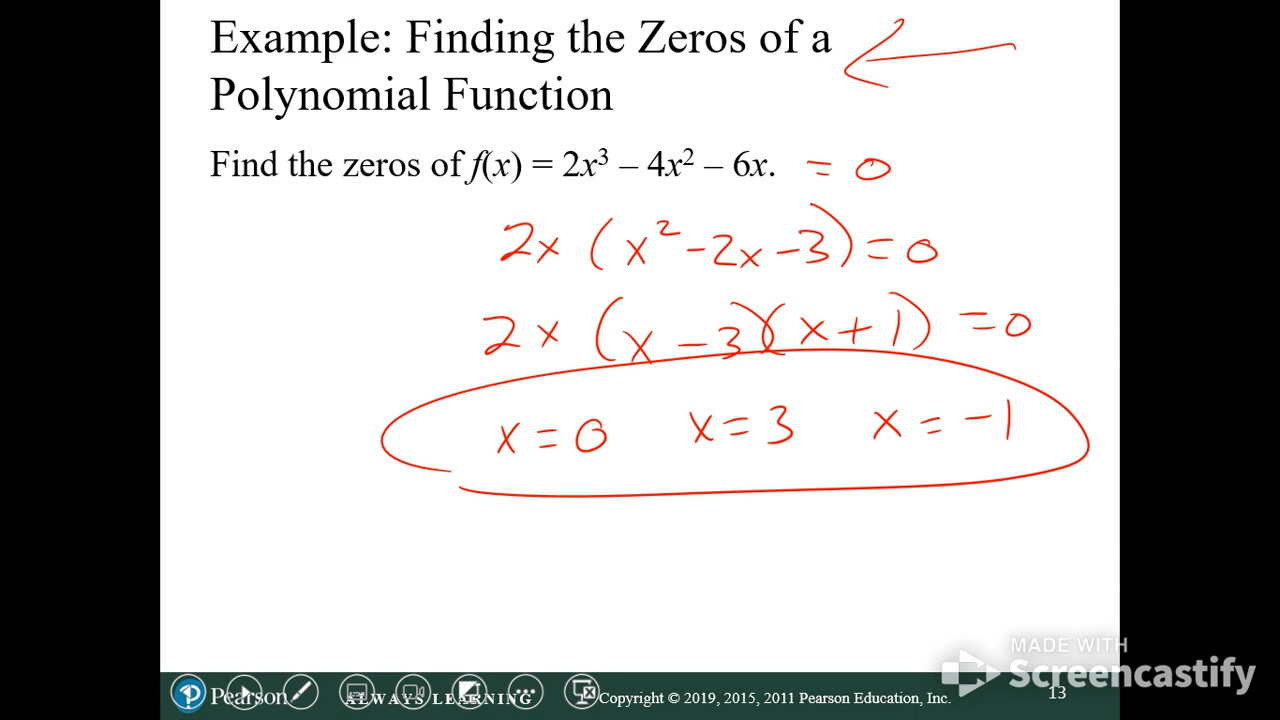 Example: Finding the Zeros of a
Polynomial Function
Find the zeros of f(x) = 2x³ – 4x² – 6x. = 0
2x (x² - 2x - 3) = 0
2x (x - 3)(x + 1) = 0
x = 0 x = 3 x = -1
MADE WITH
Screencastify
Pearson ALWAYS LEARNING Copyright © 2019, 2015, 2011 Pearson Education, Inc. 13